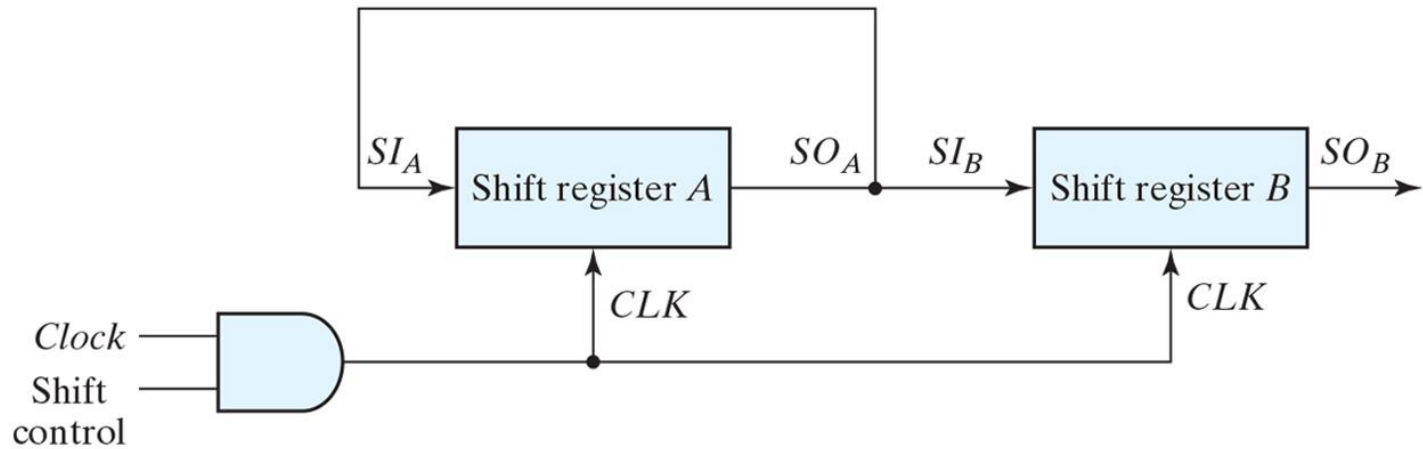 SI_A
Shift register A
SO_A
SI_B
Shift register B
SO_B
CLK
CLK
Clock
Shift
control